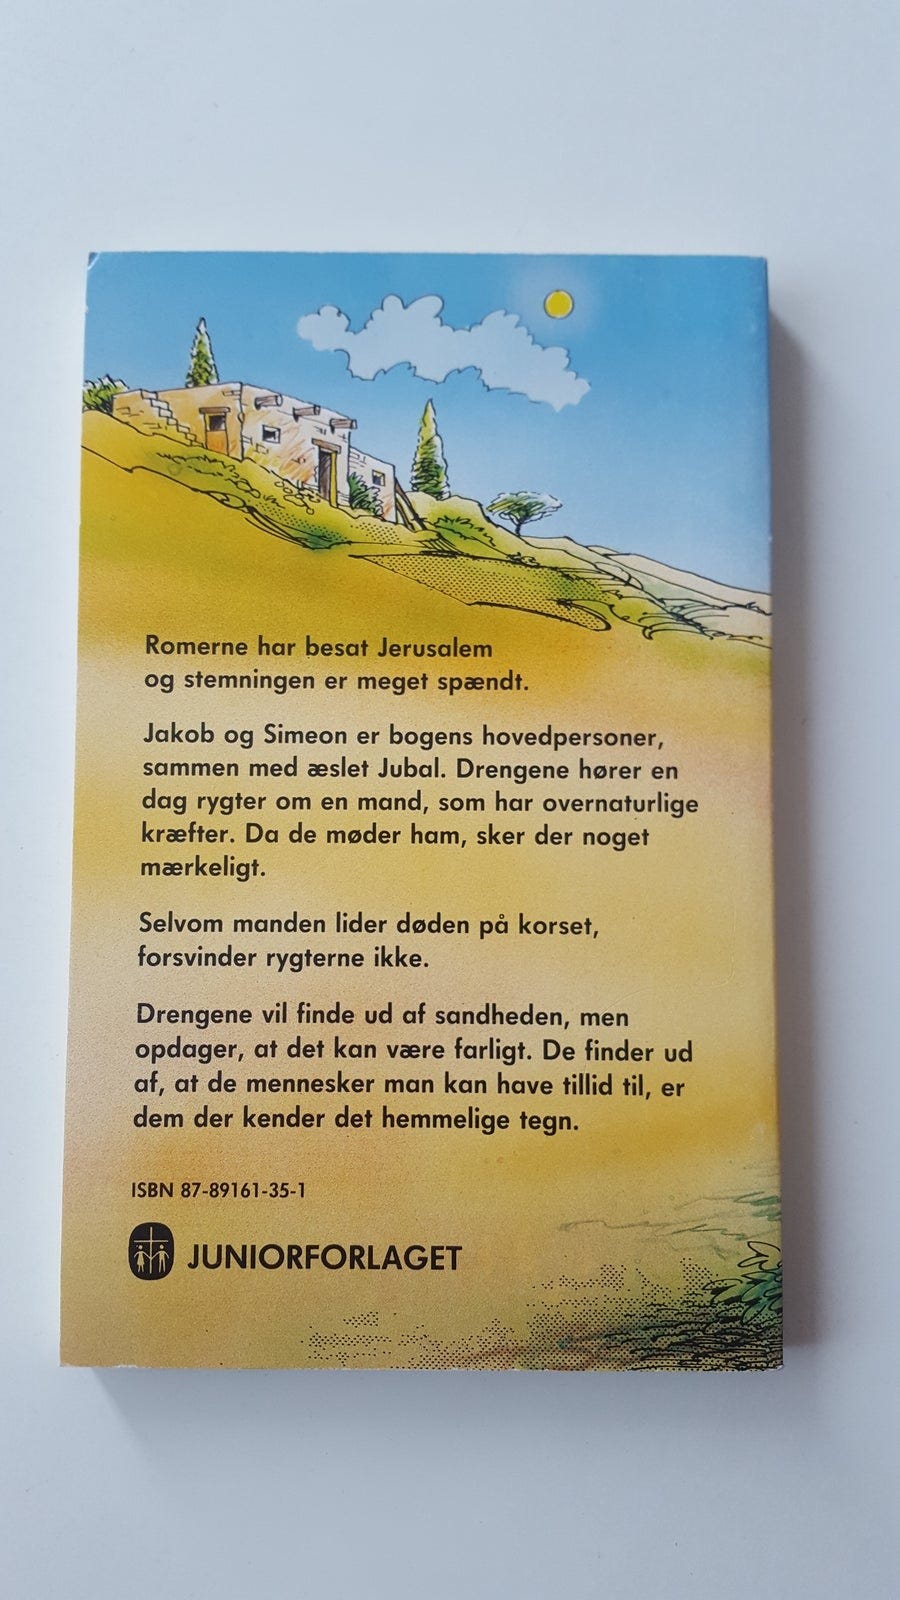 Romerne har besat Jerusalem
og stemningen er meget spændt.
Jakob og Simeon er bogens hovedpersoner,
sammen med æslet Jubal. Drengene hører en
dag rygter om en mand, som har overnaturlige
kræfter. Da de møder ham, sker der noget
mærkeligt.
Selvom manden lider døden på korset,
forsvinder rygterne ikke.
Drengene vil finde ud af sandheden, men
opdager, at det kan være farligt. De finder ud
af, at de mennesker man kan have tillid til, er
dem der kender det hemmelige tegn.
ISBN 87-89161-35-1
JUNIORFORLAGET